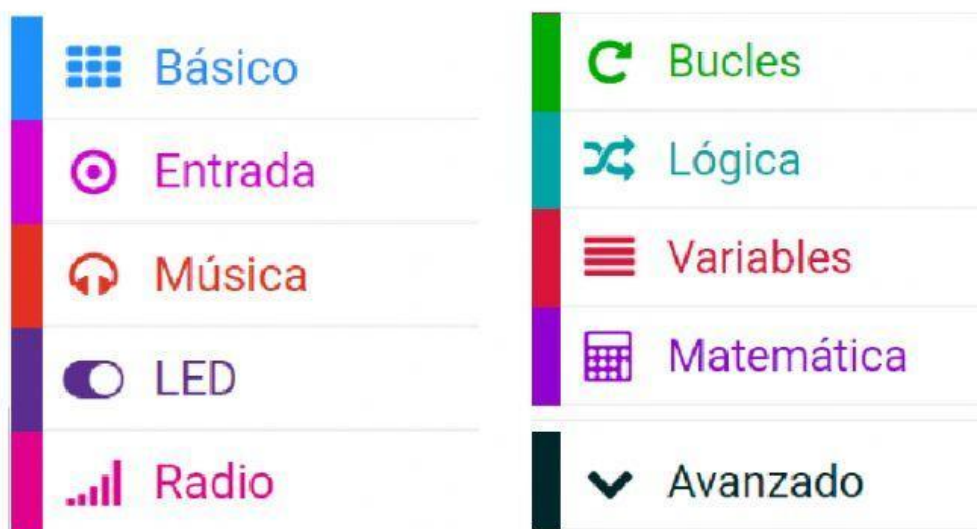 Básico
Entrada
Música
LED
Radio
Bucles
Lógica
Variables
Matemática
Avanzado